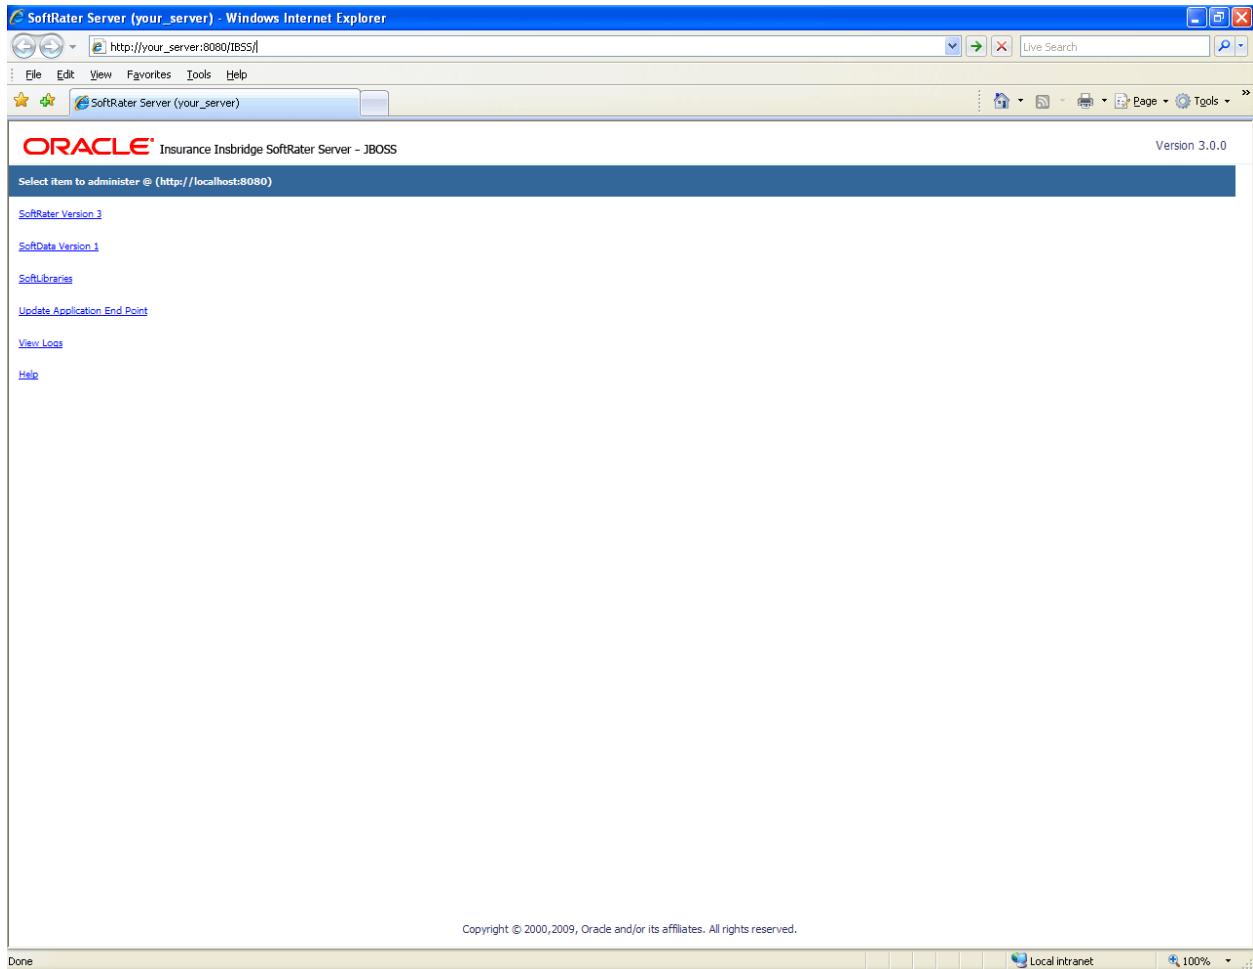 SoftRater Server (your_server) - Windows Internet Explorer
http://your_server:8080/IBSS/
Live Search
File Edit View Favorites Tools Help
SoftRater Server (your_server)
Page Tools »
ORACLE® Insurance Insbridge SoftRater Server – JBOSS
Version 3.0.0
Select item to administer @ (http://localhost:8080)
SoftRater Version 3
SoftData Version 1
SoftLibraries
Update Application End Point
View Logs
Help
Copyright © 2000,2009, Oracle and/or its affiliates. All rights reserved.
Done Local intranet 100%